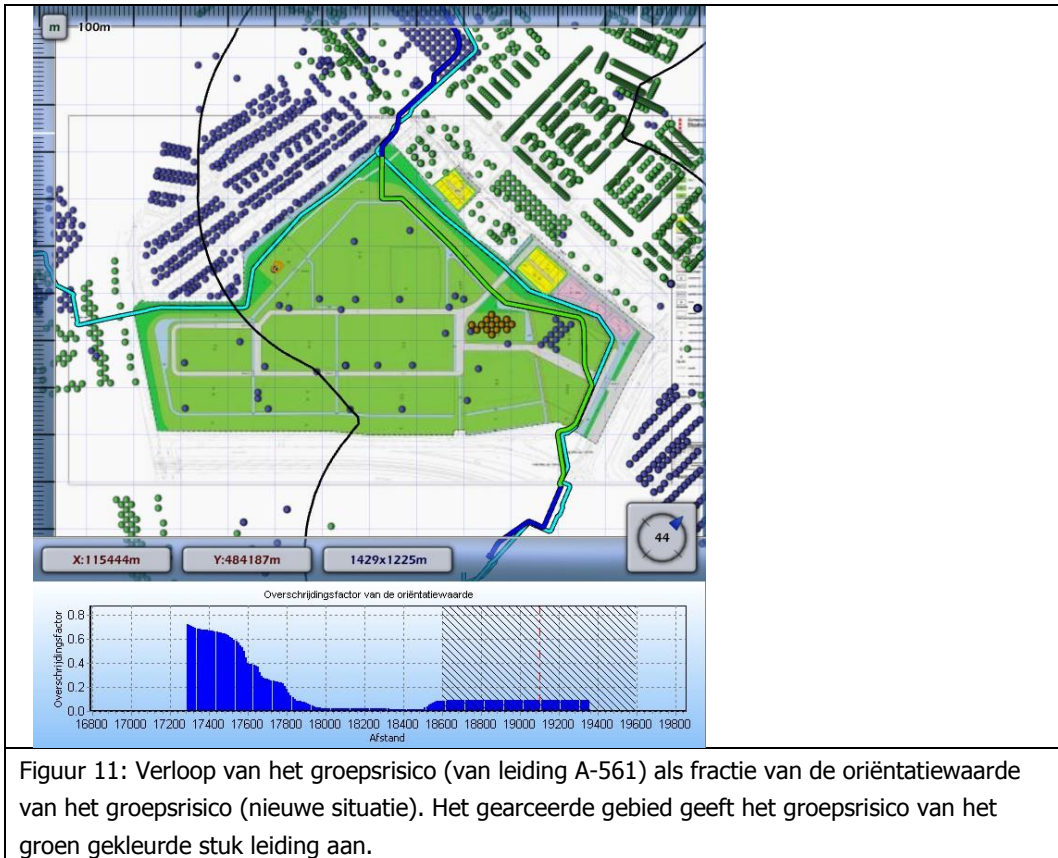 m
100m
X:115444m
Y:484187m
1429x1225m
44
Overschrijdingsfactor van de oriëntatiewaarde
Overschrijdingsfactor
0.8
0.6
0.4
0.2
0.0
16800 17000 17200 17400 17600 17800 18000 18200 18400 18600 18800 19000 19200 19400 19600 19800
Afstand
Figuur 11: Verloop van het groepsrisico (van leiding A-561) als fractie van de oriëntatiewaarde
van het groepsrisico (nieuwe situatie). Het gearceerde gebied geeft het groepsrisico van het
groen gekleurde stuk leiding aan.